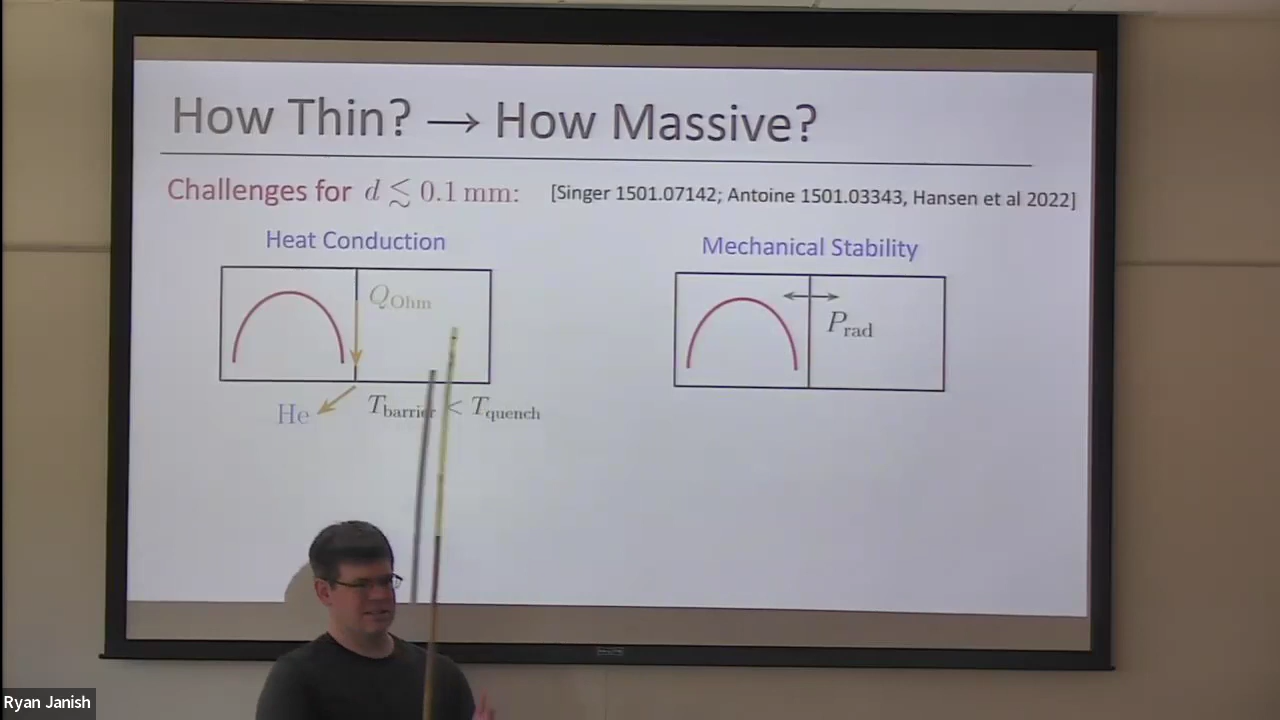 How Thin? → How Massive?
Challenges for d ≲ 0.1 mm: [Singer 1501.07142; Antoine 1501.03343, Hansen et al 2022]
Heat Conduction
Mechanical Stability
Q_Ohm
P_rad
He
T_barrier < T_quench
Ryan Janish